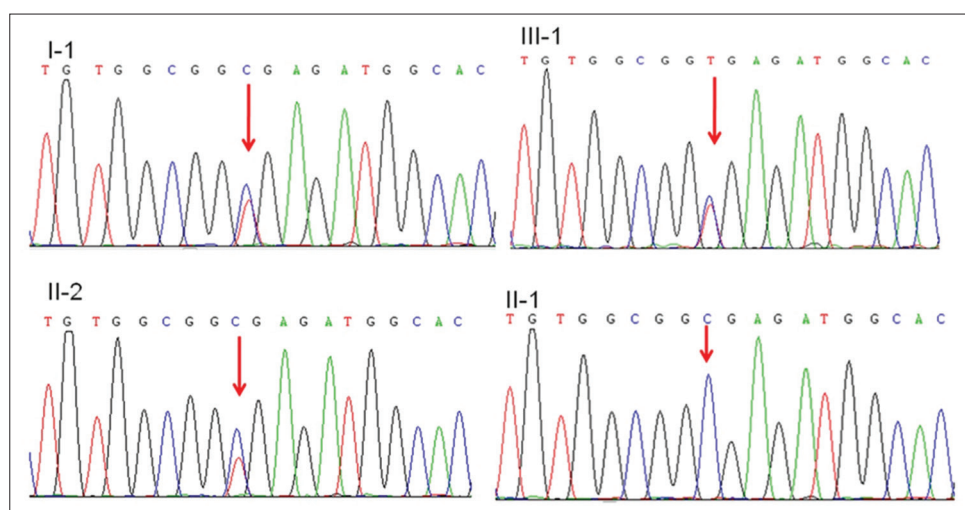 I-1
T G T G G C G G C G A G A T G G C A C
III-1
T G T G G C G G T G A G A T G G C A C
II-2
T G T G G C G G C G A G A T G G C A C
II-1
T G T G G C G G C G A G A T G G C A C